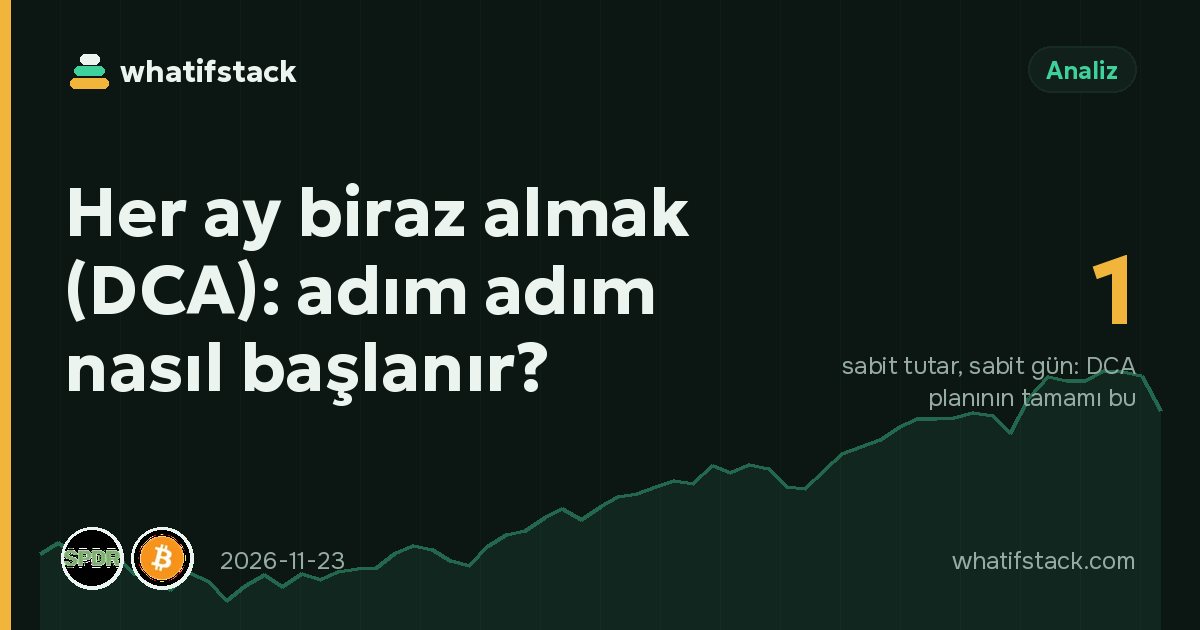 whatifstack
Analiz
Her ay biraz almak
(DCA): adım adım
nasıl başlanır?
1
sabit tutar, sabit gün: DCA
planının tamamı bu
SPDR
2026-11-23
whatifstack.com